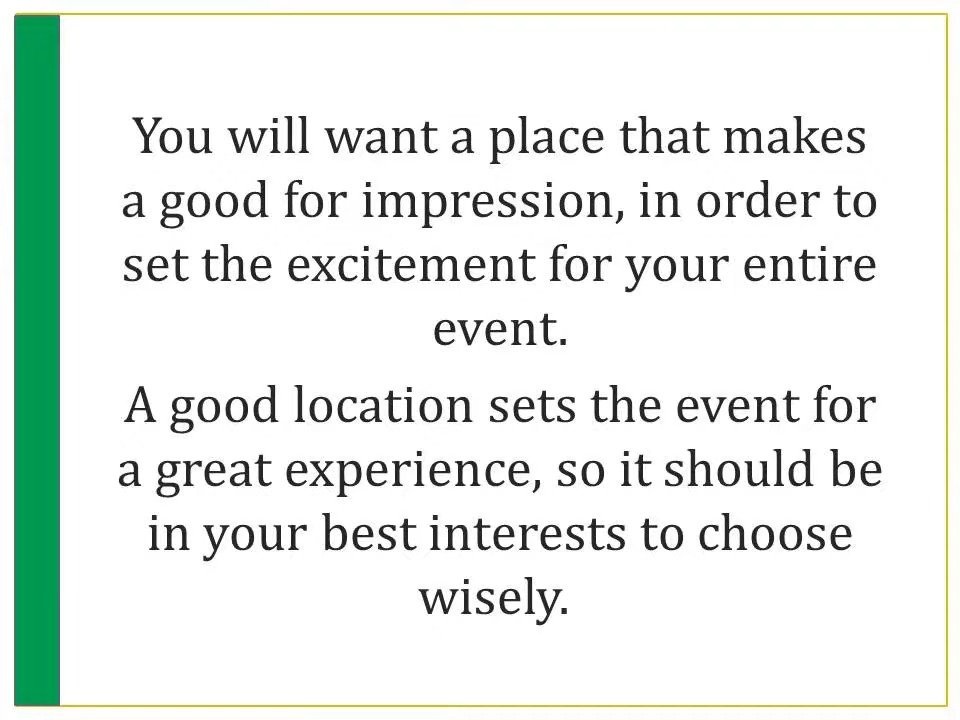 You will want a place that makes
a good for impression, in order to
set the excitement for your entire
event.
A good location sets the event for
a great experience, so it should be
in your best interests to choose
wisely.